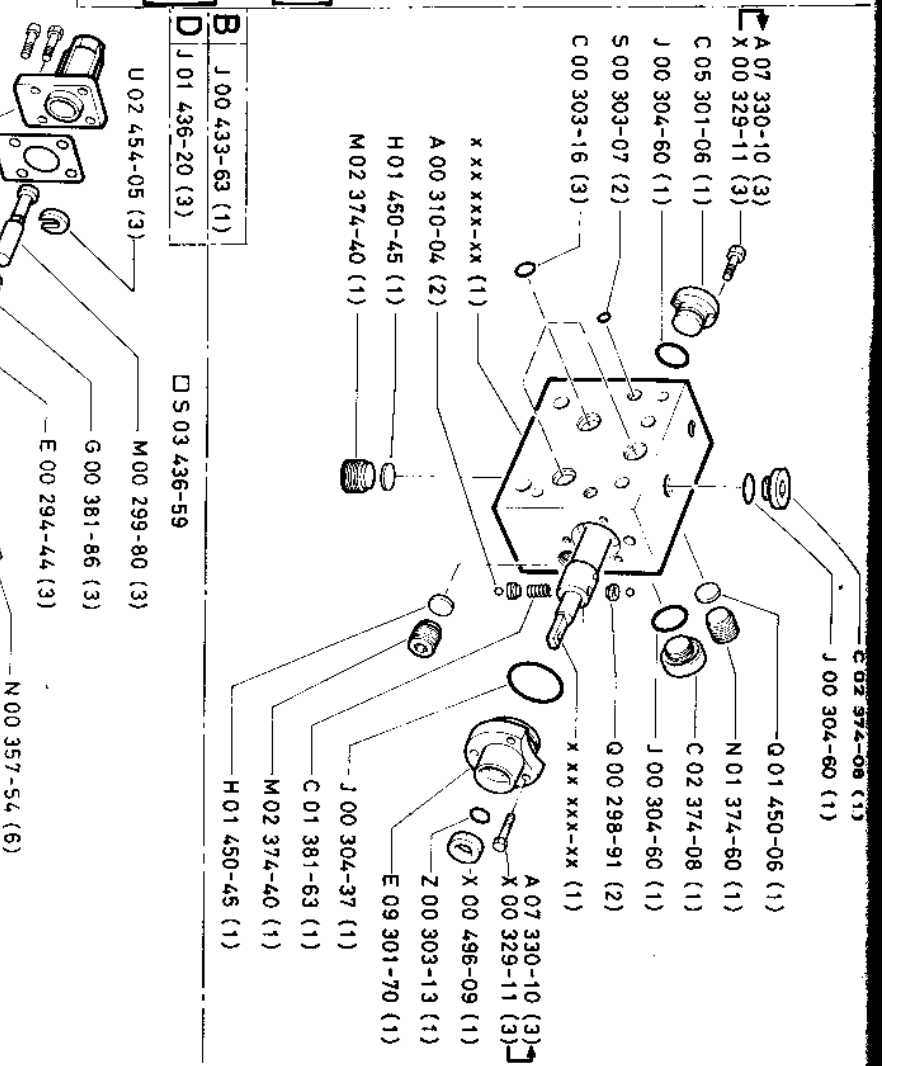 A 07 330-10 (3)
X 00 329-11 (3)
C 05 301-06 (1)
J 00 304-60 (1)
S 00 303-07 (2)
C 00 303-16 (3)
x xx xxx-xx (1)
A 00 310-04 (2)
H 01 450-45 (1)
M 02 374-40 (1)
C 02 374-08 (1)
J 00 304-60 (1)
Q 01 450-06 (1)
N 01 374-60 (1)
C 02 374-08 (1)
J 00 304-60 (1)
Q 00 298-91 (2)
x xx xxx-xx (1)
A 07 330-10 (3)
X 00 329-11 (3)
X 00 496-09 (1)
Z 00 303-13 (1)
E 09 301-70 (1)
J 00 304-37 (1)
C 01 381-63 (1)
M 02 374-40 (1)
H 01 450-45 (1)
B J 00 433-63 (1)
D J 01 436-20 (3)
S 03 436-59
U 02 454-05 (3)
M 00 299-80 (3)
G 00 381-86 (3)
E 00 294-44 (3)
N 00 357-54 (6)